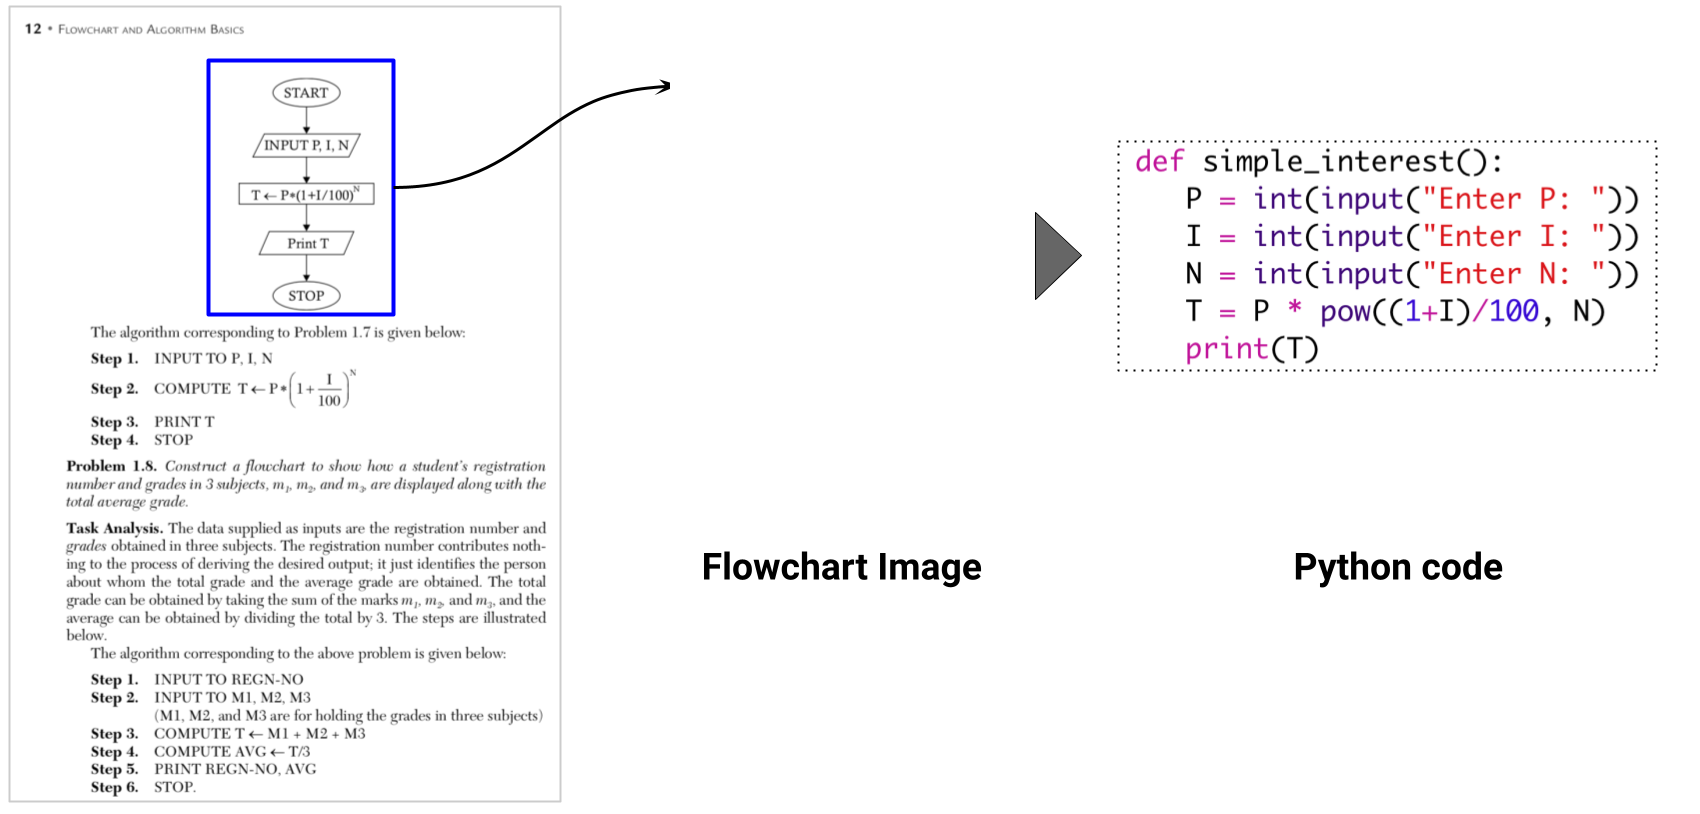 12 * FLOWCHART AND ALGORITHM BASICS
START
INPUT P, I, N
T ← P*(1+I/100)^N
Print T
STOP
The algorithm corresponding to Problem 1.7 is given below:
Step 1. INPUT TO P, I, N
Step 2. COMPUTE T ← P * (1 + I/100)^N
Step 3. PRINT T
Step 4. STOP
Problem 1.8. Construct a flowchart to show how a student's registration
number and grades in 3 subjects, m₁, m₂, and m₃, are displayed along with the
total average grade.
Task Analysis. The data supplied as inputs are the registration number and
grades obtained in three subjects. The registration number contributes noth-
ing to the process of deriving the desired output; it just identifies the person
about whom the total grade and the average grade are obtained. The total
grade can be obtained by taking the sum of the marks m₁, m₂, and m₃, and the
average can be obtained by dividing the total by 3. The steps are illustrated
below.
The algorithm corresponding to the above problem is given below:
Step 1. INPUT TO REGN-NO
Step 2. INPUT TO M1, M2, M3
(M1, M2, and M3 are for holding the grades in three subjects)
Step 3. COMPUTE T ← M1 + M2 + M3
Step 4. COMPUTE AVG ← T/3
Step 5. PRINT REGN-NO, AVG
Step 6. STOP.
Flowchart Image
def simple_interest():
P = int(input("Enter P: "))
I = int(input("Enter I: "))
N = int(input("Enter N: "))
T = P * pow((1+I)/100, N)
print(T)
Python code